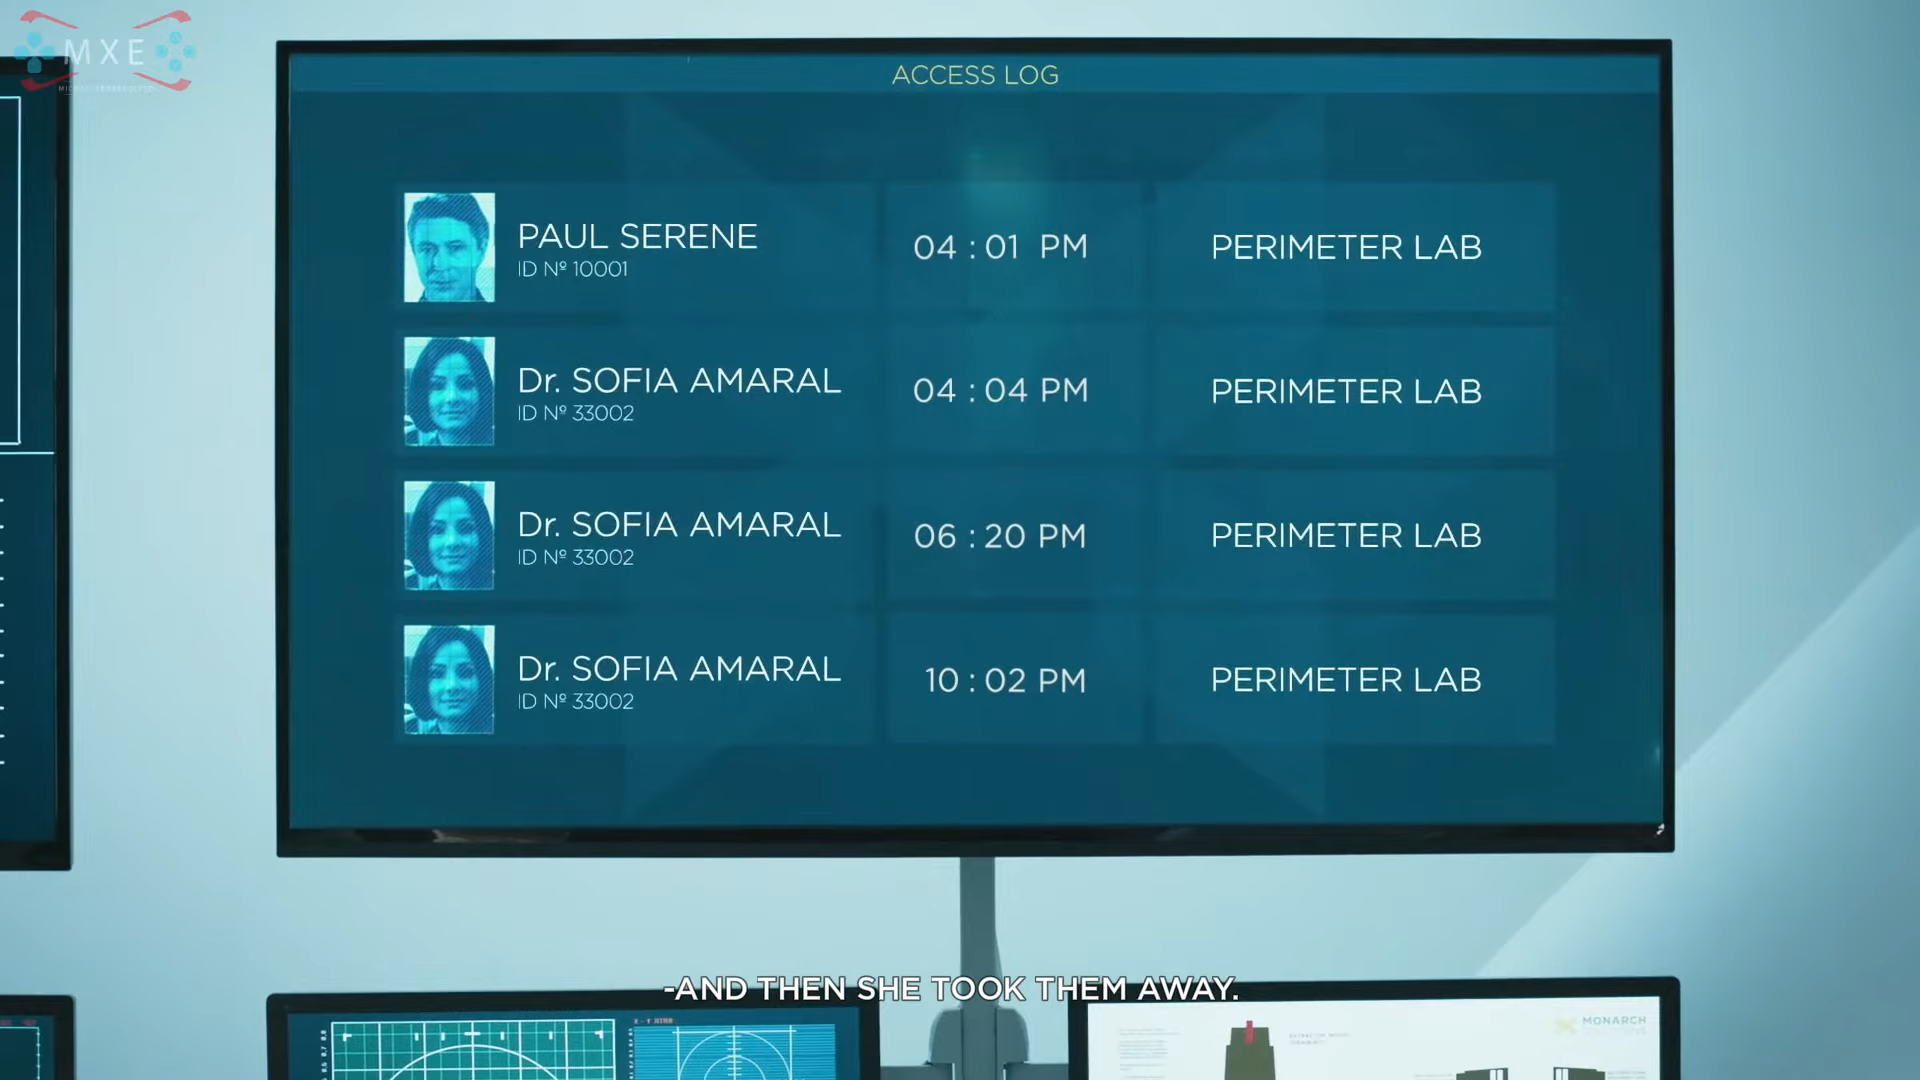 MXE
ACCESS LOG
PAUL SERENE
ID Nº 10001
04 : 01 PM
PERIMETER LAB
Dr. SOFIA AMARAL
ID Nº 33002
04 : 04 PM
PERIMETER LAB
Dr. SOFIA AMARAL
ID Nº 33002
06 : 20 PM
PERIMETER LAB
Dr. SOFIA AMARAL
ID Nº 33002
10 : 02 PM
PERIMETER LAB
-AND THEN SHE TOOK THEM AWAY.
MONARCH
SOLUTIONS